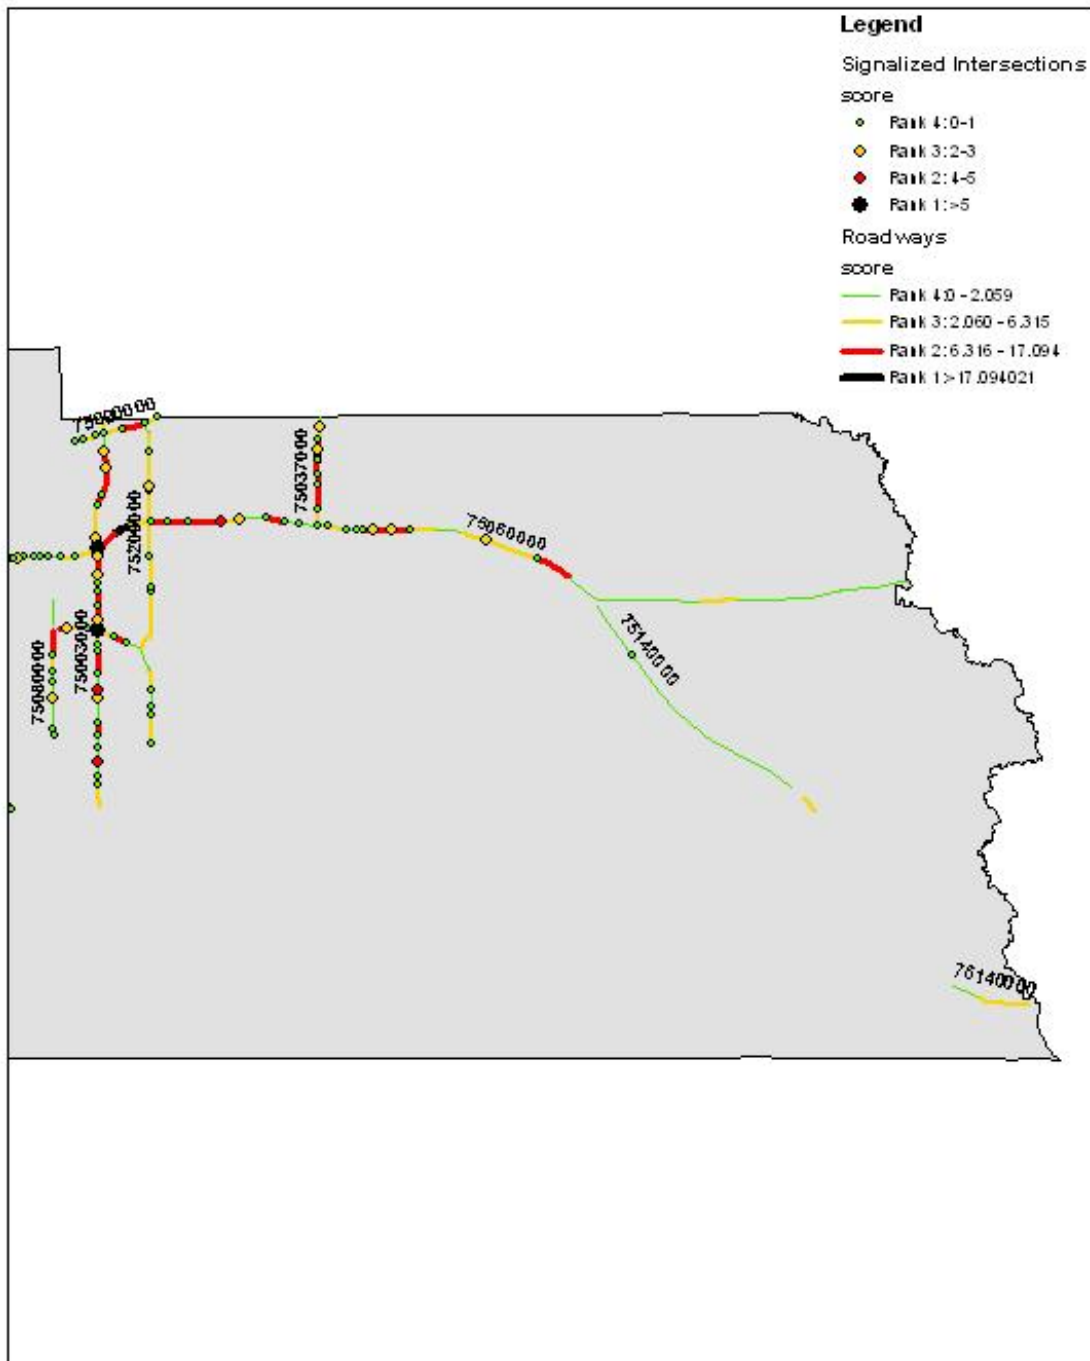 Legend
Signalized Intersections
score
Rank 4:0-1
Rank 3:2-3
Rank 2:4-5
Rank 1:>5
Roadways
score
Rank 4:0 - 2.059
Rank 3:2.060 - 6.315
Rank 2:6.316 - 17.094
Rank 1>17.094021
75037000
75200000
75060000
75080000
75003000
75140000